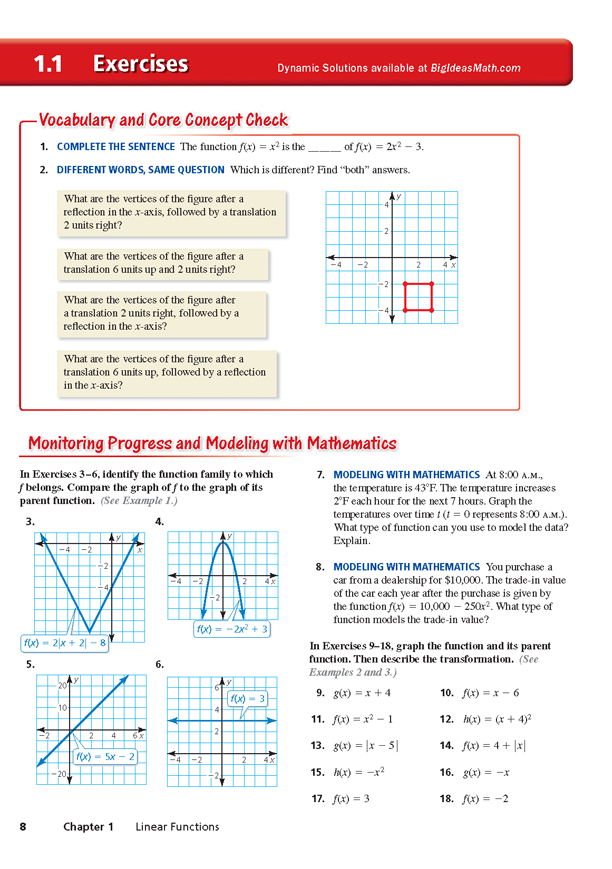 1.1 Exercises
Dynamic Solutions available at BigIdeasMath.com
Vocabulary and Core Concept Check
1. COMPLETE THE SENTENCE The function f(x) = x² is the ______ of f(x) = 2x² − 3.
2. DIFFERENT WORDS, SAME QUESTION Which is different? Find “both” answers.
What are the vertices of the figure after a
reflection in the x-axis, followed by a translation
2 units right?
What are the vertices of the figure after a
translation 6 units up and 2 units right?
What are the vertices of the figure after
a translation 2 units right, followed by a
reflection in the x-axis?
What are the vertices of the figure after a
translation 6 units up, followed by a reflection
in the x-axis?
y
4
2
−4 −2 2 4 x
−2
−4
Monitoring Progress and Modeling with Mathematics
In Exercises 3–6, identify the function family to which
f belongs. Compare the graph of f to the graph of its
parent function. (See Example 1.)
3.
y
−4 −2 x
−2
−4
f(x) = 2|x + 2| − 8
4.
y
−4 −2 2 4 x
−2
f(x) = −2x² + 3
5.
y
20
10
−2 2 4 6 x
f(x) = 5x − 2
−20
6.
y
6
f(x) = 3
4
2
−4 −2 2 4 x
−2
7. MODELING WITH MATHEMATICS At 8:00 A.M.,
the temperature is 43°F. The temperature increases
2°F each hour for the next 7 hours. Graph the
temperatures over time t (t = 0 represents 8:00 A.M.).
What type of function can you use to model the data?
Explain.
8. MODELING WITH MATHEMATICS You purchase a
car from a dealership for $10,000. The trade-in value
of the car each year after the purchase is given by
the function f(x) = 10,000 − 250x². What type of
function models the trade-in value?
In Exercises 9–18, graph the function and its parent
function. Then describe the transformation. (See
Examples 2 and 3.)
9. g(x) = x + 4 10. f(x) = x − 6
11. f(x) = x² − 1 12. h(x) = (x + 4)²
13. g(x) = |x − 5| 14. f(x) = 4 + |x|
15. h(x) = −x² 16. g(x) = −x
17. f(x) = 3 18. f(x) = −2
8 Chapter 1 Linear Functions